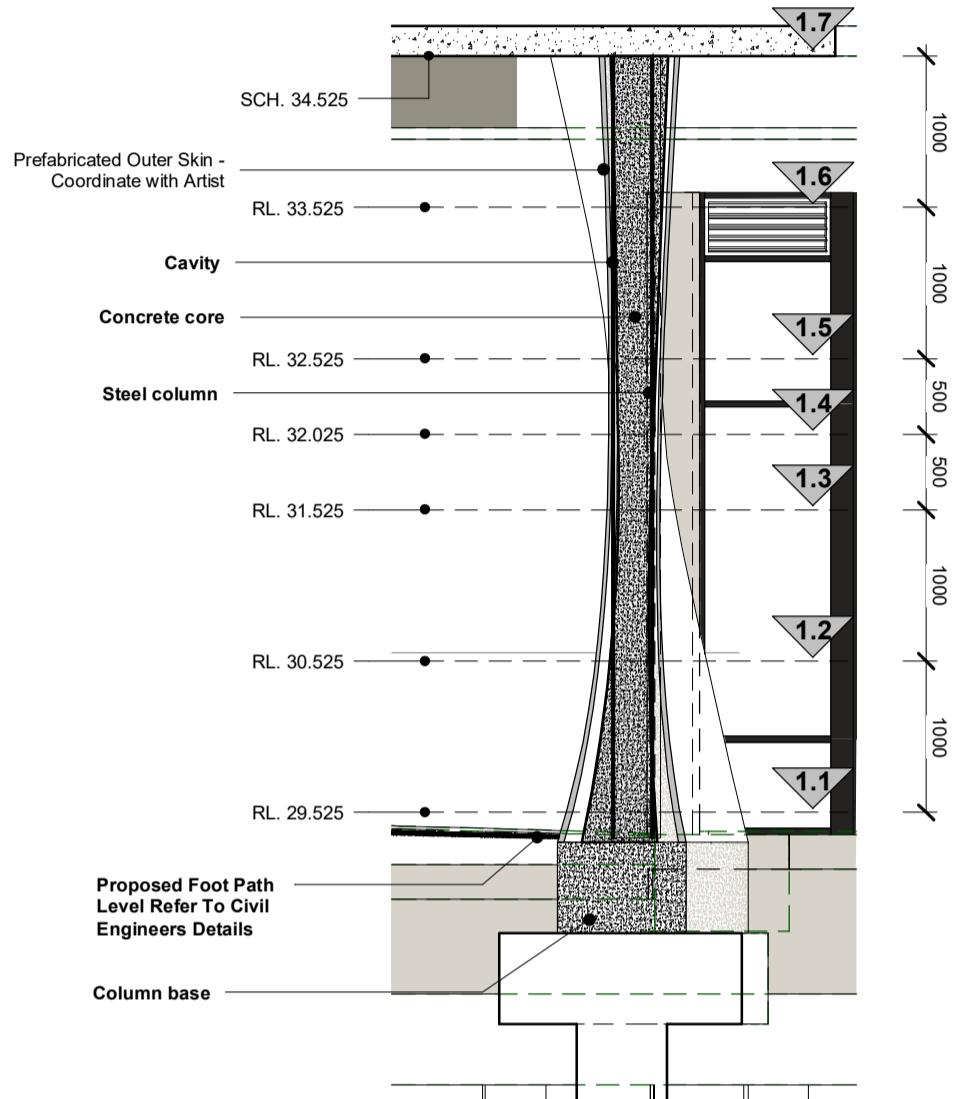 1.7
SCH. 34.525
1000
Prefabricated Outer Skin -
Coordinate with Artist
1.6
RL. 33.525
Cavity
1000
Concrete core
1.5
RL. 32.525
Steel column
1.4
500
RL. 32.025
1.3
500
RL. 31.525
1000
1.2
RL. 30.525
1000
1.1
RL. 29.525
Proposed Foot Path
Level Refer To Civil
Engineers Details
Column base